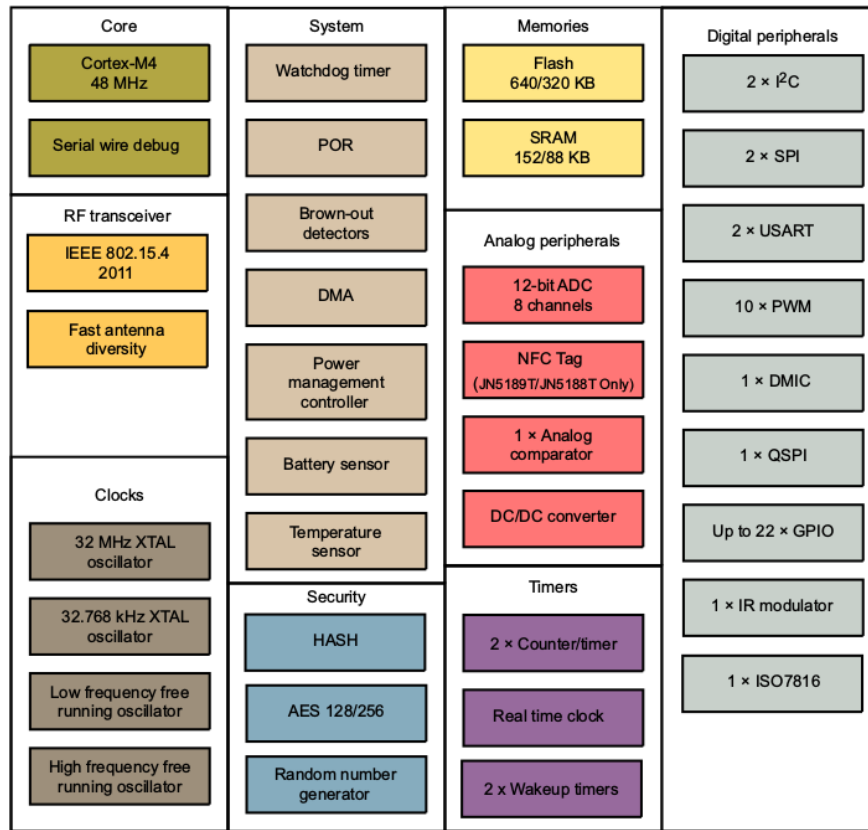 Core
Cortex-M4
48 MHz
Serial wire debug
RF transceiver
IEEE 802.15.4
2011
Fast antenna
diversity
Clocks
32 MHz XTAL
oscillator
32.768 kHz XTAL
oscillator
Low frequency free
running oscillator
High frequency free
running oscillator
System
Watchdog timer
POR
Brown-out
detectors
DMA
Power
management
controller
Battery sensor
Temperature
sensor
Security
HASH
AES 128/256
Random number
generator
Memories
Flash
640/320 KB
SRAM
152/88 KB
Analog peripherals
12-bit ADC
8 channels
NFC Tag
(JN5189T/JN5188T Only)
1 × Analog
comparator
DC/DC converter
Timers
2 × Counter/timer
Real time clock
2 x Wakeup timers
Digital peripherals
2 × I²C
2 × SPI
2 × USART
10 × PWM
1 × DMIC
1 × QSPI
Up to 22 × GPIO
1 × IR modulator
1 × ISO7816